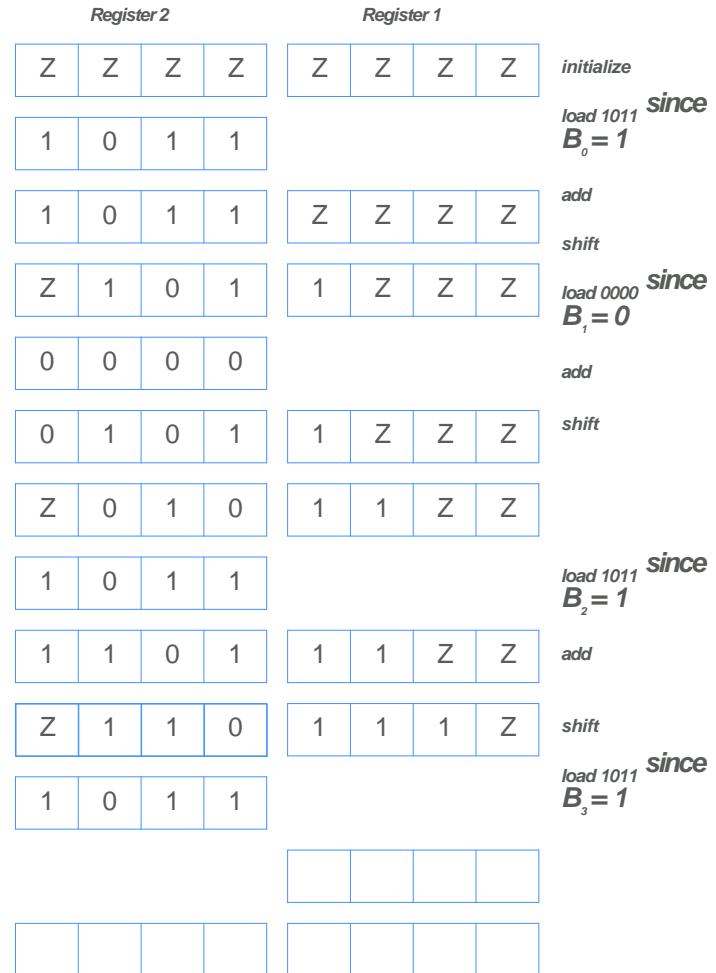 Register 2 Register 1
Z Z Z Z Z Z Z Z initialize
load 1011 since
B0 = 1
1 0 1 1
add
1 0 1 1 Z Z Z Z
shift
Z 1 0 1 1 Z Z Z
load 0000 since
B1 = 0
0 0 0 0
add
0 1 0 1 1 Z Z Z shift
Z 0 1 0 1 1 Z Z
1 0 1 1 load 1011 since
B2 = 1
1 1 0 1 1 1 Z Z add
Z 1 1 0 1 1 1 Z shift
load 1011 since
B3 = 1
1 0 1 1